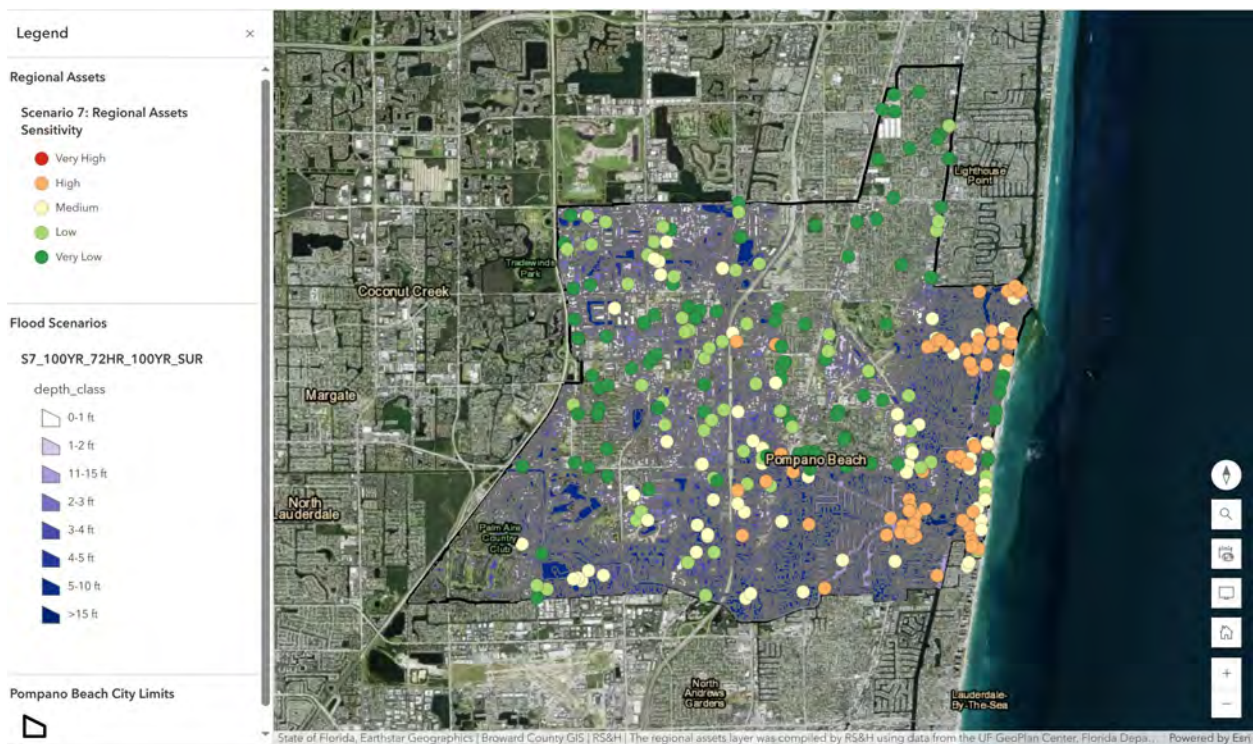 Legend
×
Regional Assets
Scenario 7: Regional Assets
Sensitivity
Very High
High
Medium
Low
Very Low
Flood Scenarios
S7_100YR_72HR_100YR_SUR
depth_class
0-1 ft
1-2 ft
11-15 ft
2-3 ft
3-4 ft
4-5 ft
5-10 ft
>15 ft
Pompano Beach City Limits
Lighthouse
Point
Tradewinds
Park
Coconut Creek
Margate
Pompano Beach
North
Lauderdale
Palm Aire
Country
Club
North
Andrews
Gardens
Lauderdale-
By-The-Sea
+
−
State of Florida, Earthstar Geographics | Broward County GIS | RS&H | The regional assets layer was compiled by RS&H using data from the UF GeoPlan Center, Florida Depa... Powered by Esri